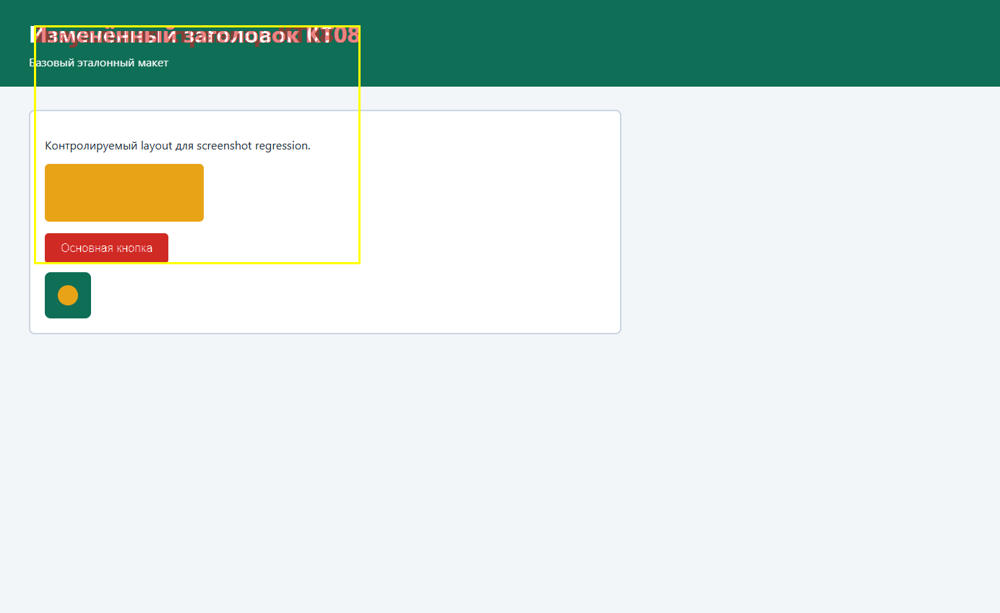 Изменённый заголовок КТ08
Базовый эталонный макет
Контролируемый layout для screenshot regression.
Основная кнопка